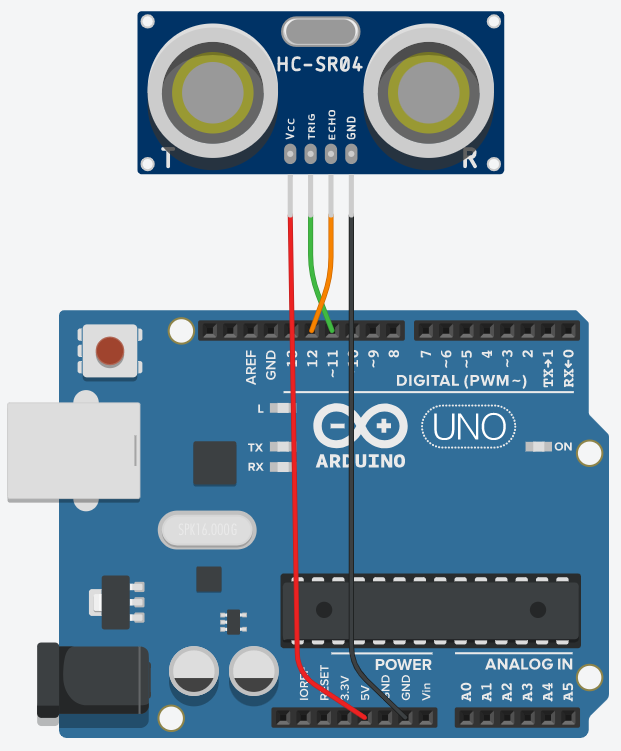 HC-SR04
VCC
TRIG
ECHO
GND
T
R
AREF
GND
13
12
~11
10
~9
8
7
~6
~5
4
~3
2
TX→1
RX←0
DIGITAL (PWM~)
L
TX
RX
ARDUINO
UNO
ON
SPK16.000G
POWER
ANALOG IN
IOREF
RESET
3.3V
5V
GND
GND
Vin
A0
A1
A2
A3
A4
A5